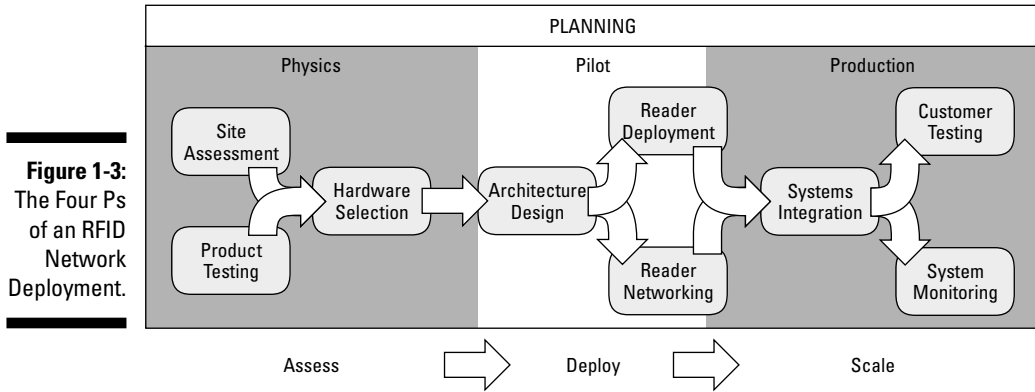 PLANNING
Physics
Pilot
Production
Site
Assessment
Product
Testing
Hardware
Selection
Architecture
Design
Reader
Deployment
Reader
Networking
Systems
Integration
Customer
Testing
System
Monitoring
Assess
Deploy
Scale
Figure 1-3:
The Four Ps
of an RFID
Network
Deployment.